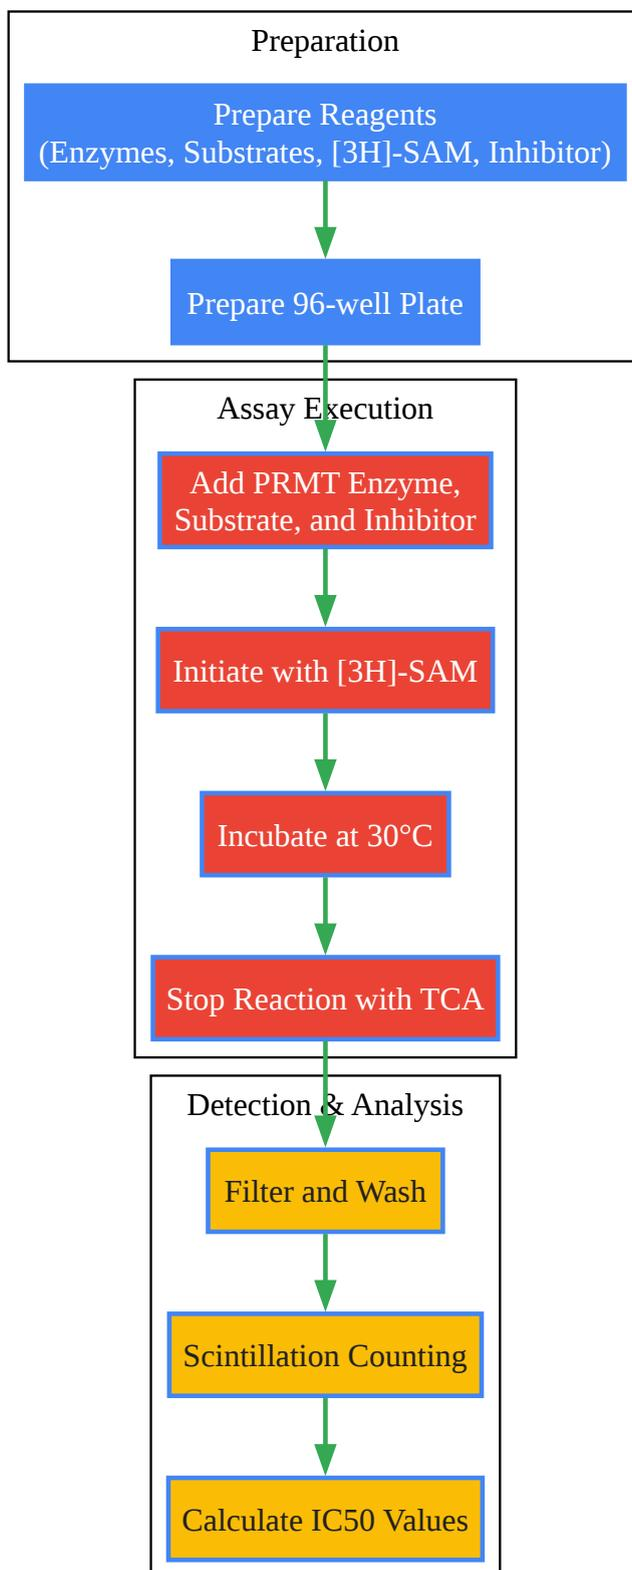 Preparation
Prepare Reagents
(Enzymes, Substrates, [3H]-SAM, Inhibitor)
Prepare 96-well Plate
Assay Execution
Add PRMT Enzyme,
Substrate, and Inhibitor
Initiate with [3H]-SAM
Incubate at 30°C
Stop Reaction with TCA
Detection & Analysis
Filter and Wash
Scintillation Counting
Calculate IC50 Values